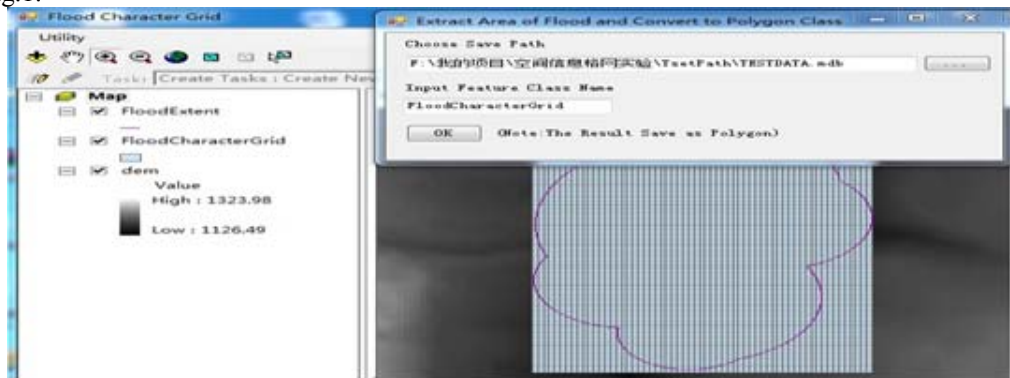 g.1.
Flood Character Grid
Utility
Task: Create Tasks : Create New
Map
FloodExtent
FloodCharacterGrid
dem
Value
High : 1323.98
Low : 1126.49
Extract Area of Flood and Convert to Polygon Class
Choose Save Path
F:\我的项目\空间信息格网实验\TsetPath\TESTDATA.mdb
...
Input Feature Class Name
FloodCharacterGrid
OK
(Note:The Result Save as Polygon)